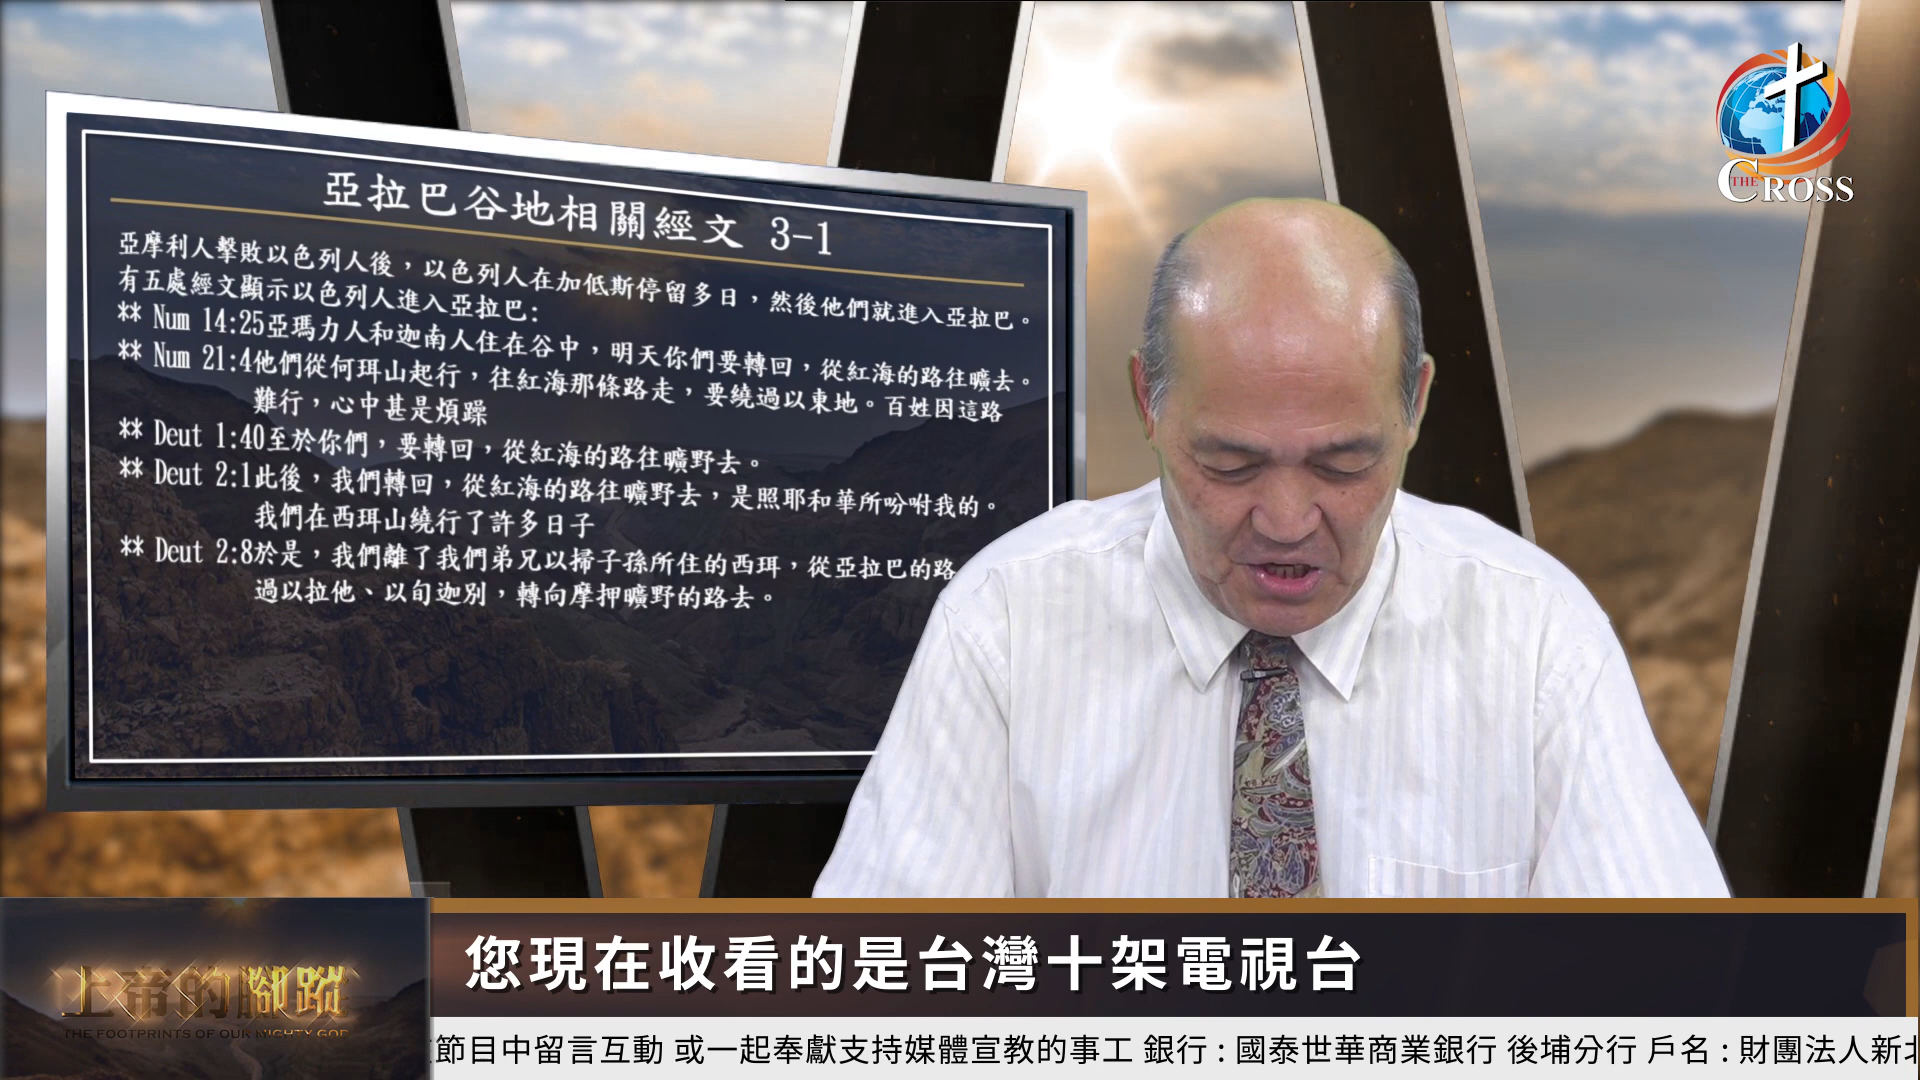 亞拉巴谷地相關經文 3-1
亞摩利人擊敗以色列人後，以色列人在加低斯停留多日，然後他們就進入亞拉巴。
有五處經文顯示以色列人進入亞拉巴:
** Num 14:25亞瑪力人和迦南人住在谷中，明天你們要轉回，從紅海的路往曠去。
** Num 21:4他們從何珥山起行，往紅海那條路走，要繞過以東地。百姓因這路
難行，心中甚是煩躁
** Deut 1:40至於你們，要轉回，從紅海的路往曠野去。
** Deut 2:1此後，我們轉回，從紅海的路往曠野去，是照耶和華所吩咐我的。
我們在西珥山繞行了許多日子
** Deut 2:8於是，我們離了我們弟兄以掃子孫所住的西珥，從亞拉巴的路
過以拉他、以旬迦別，轉向摩押曠野的路去。
THE CROSS
您現在收看的是台灣十架電視台
上帝的腳蹤
THE FOOTPRINTS OF OUR MIGHTY GOD
節目中留言互動 或一起奉獻支持媒體宣教的事工 銀行 : 國泰世華商業銀行 後埔分行 戶名 : 財團法人新北